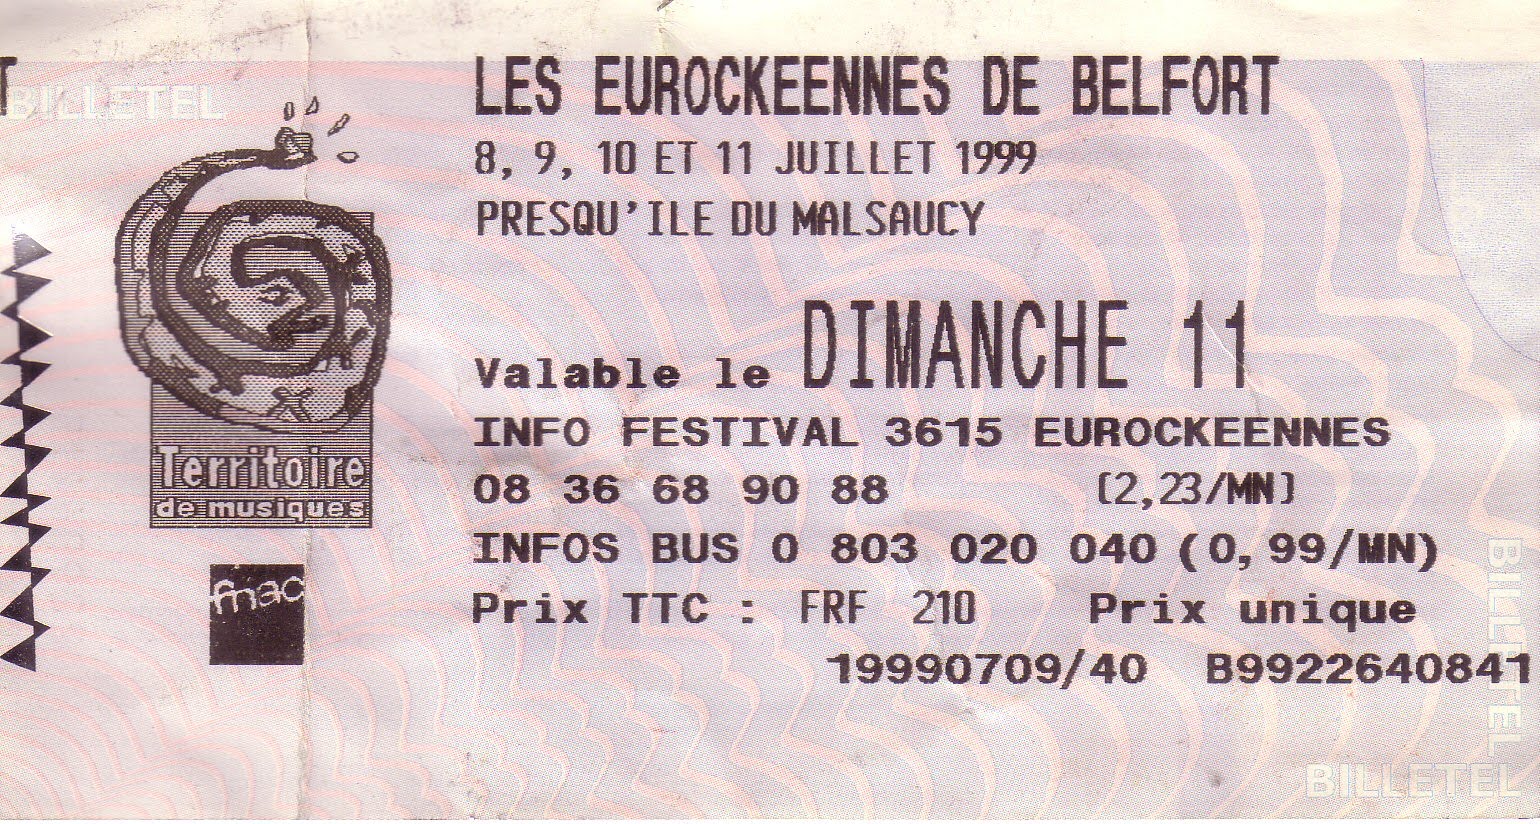 T
BILLETEL
LES EUROCKEENNES DE BELFORT
8, 9, 10 ET 11 JUILLET 1999
PRESQU'ILE DU MALSAUCY
Valable le DIMANCHE 11
INFO FESTIVAL 3615 EUROCKEENNES
08 36 68 90 88 (2,23/MN)
INFOS BUS 0 803 020 040 (0,99/MN)
Prix TTC : FRF 210 Prix unique
19990709/40 B9922640841
Territoire
de musiques
fnac
BILLETEL
BILLETEL